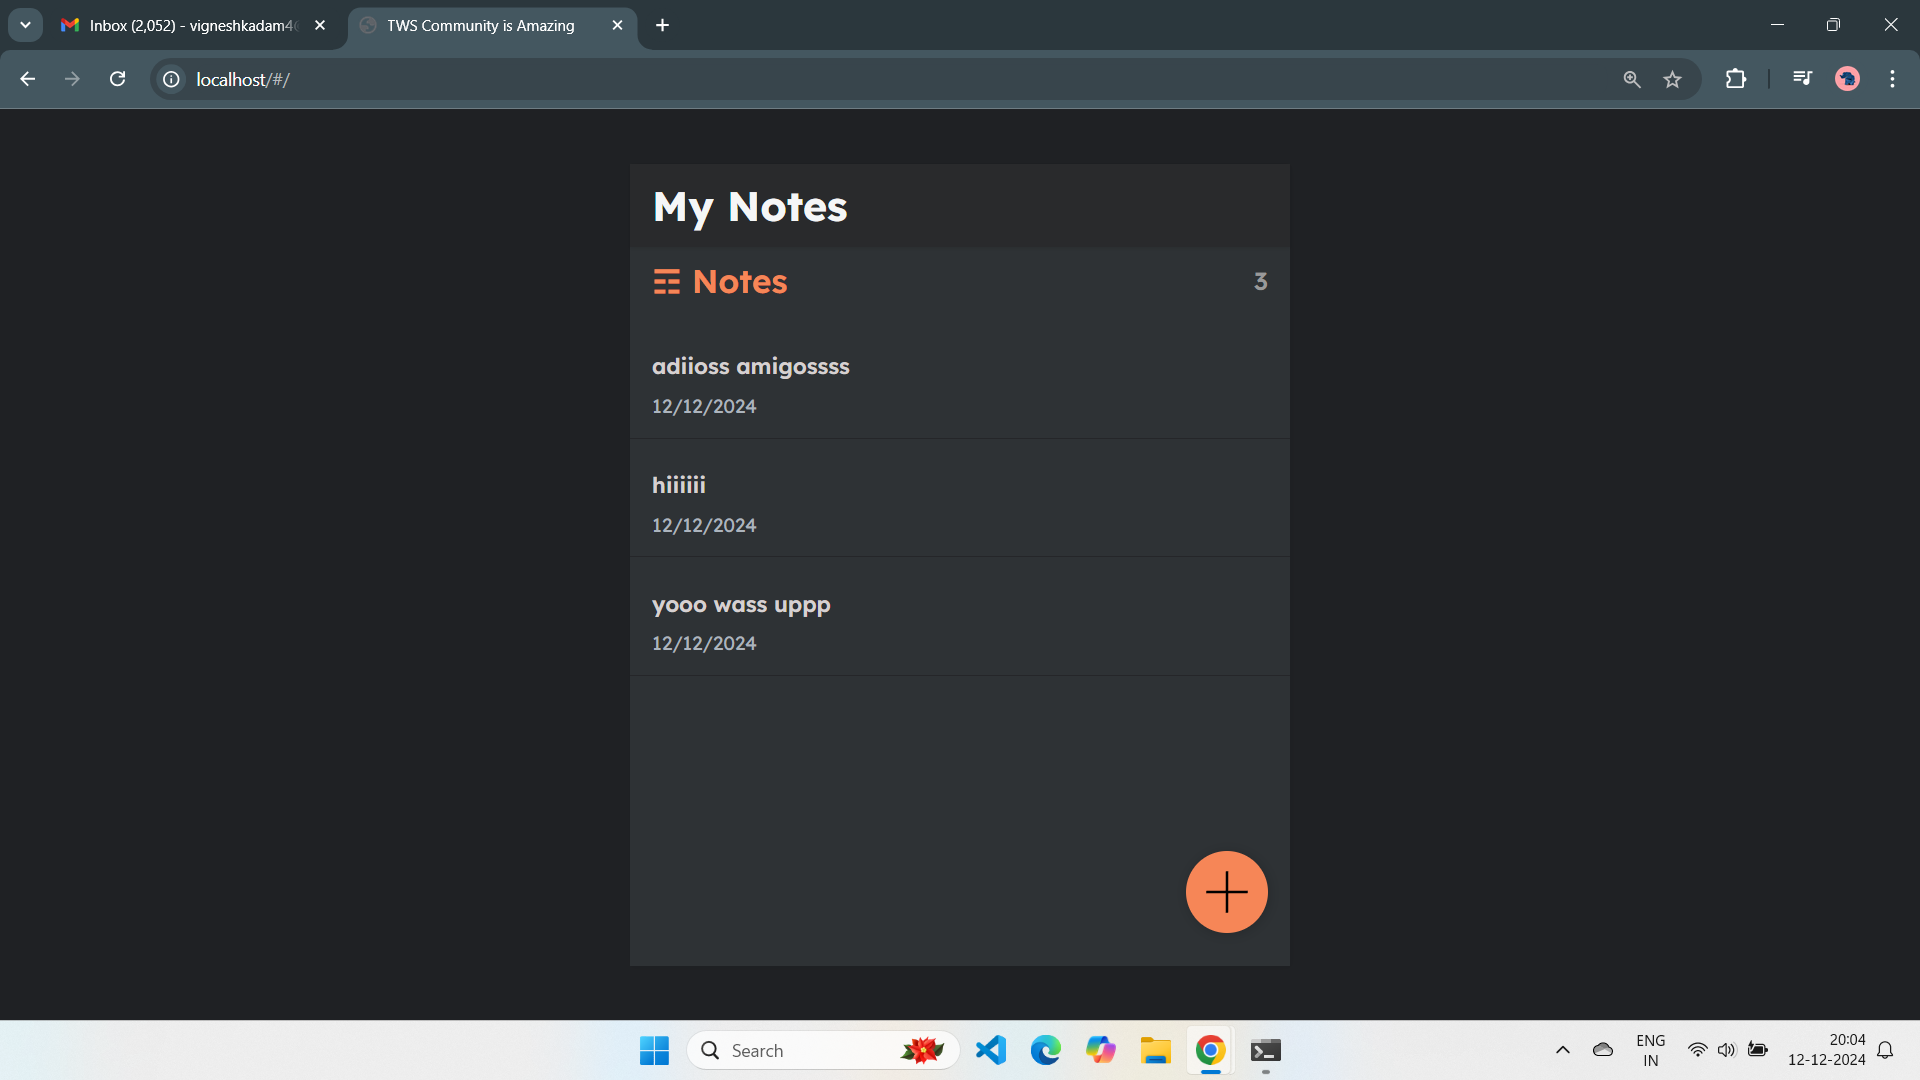 Inbox (2,052) - vigneshkadam4
TWS Community is Amazing
localhost/#/
My Notes
Notes
3
adiioss amigossss
12/12/2024
hiiiiii
12/12/2024
yooo wass uppp
12/12/2024
Search
ENG
IN
20:04
12-12-2024